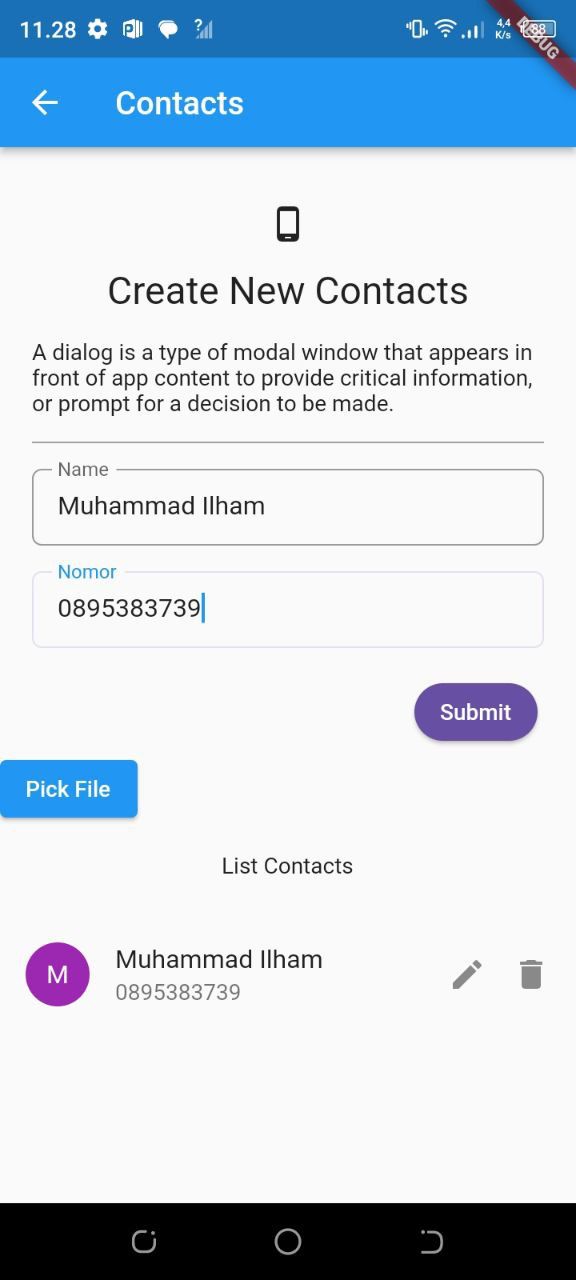 11.28
4,4
K/s
88
DEBUG
Contacts
Create New Contacts
A dialog is a type of modal window that appears in
front of app content to provide critical information,
or prompt for a decision to be made.
Name
Muhammad Ilham
Nomor
0895383739
Submit
Pick File
List Contacts
M
Muhammad Ilham
0895383739